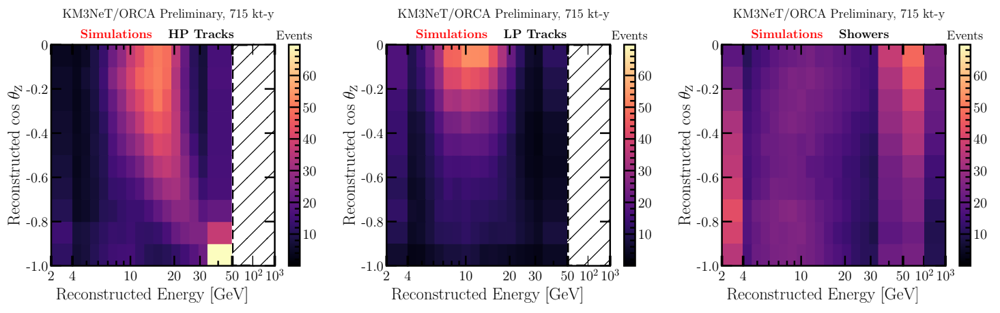 KM3NeT/ORCA Preliminary, 715 kt-y
Simulations HP Tracks Events
0
-0.2
-0.4
-0.6
-0.8
-1.0
Reconstructed cos θZ
2 4 10 20 30 50 10² 10³
Reconstructed Energy [GeV]
60
50
40
30
20
10
KM3NeT/ORCA Preliminary, 715 kt-y
Simulations LP Tracks Events
0
-0.2
-0.4
-0.6
-0.8
-1.0
Reconstructed cos θZ
2 4 10 20 30 50 10² 10³
Reconstructed Energy [GeV]
60
50
40
30
20
10
KM3NeT/ORCA Preliminary, 715 kt-y
Simulations Showers Events
0
-0.2
-0.4
-0.6
-0.8
-1.0
Reconstructed cos θZ
2 4 10 20 30 50 10² 10³
Reconstructed Energy [GeV]
60
50
40
30
20
10